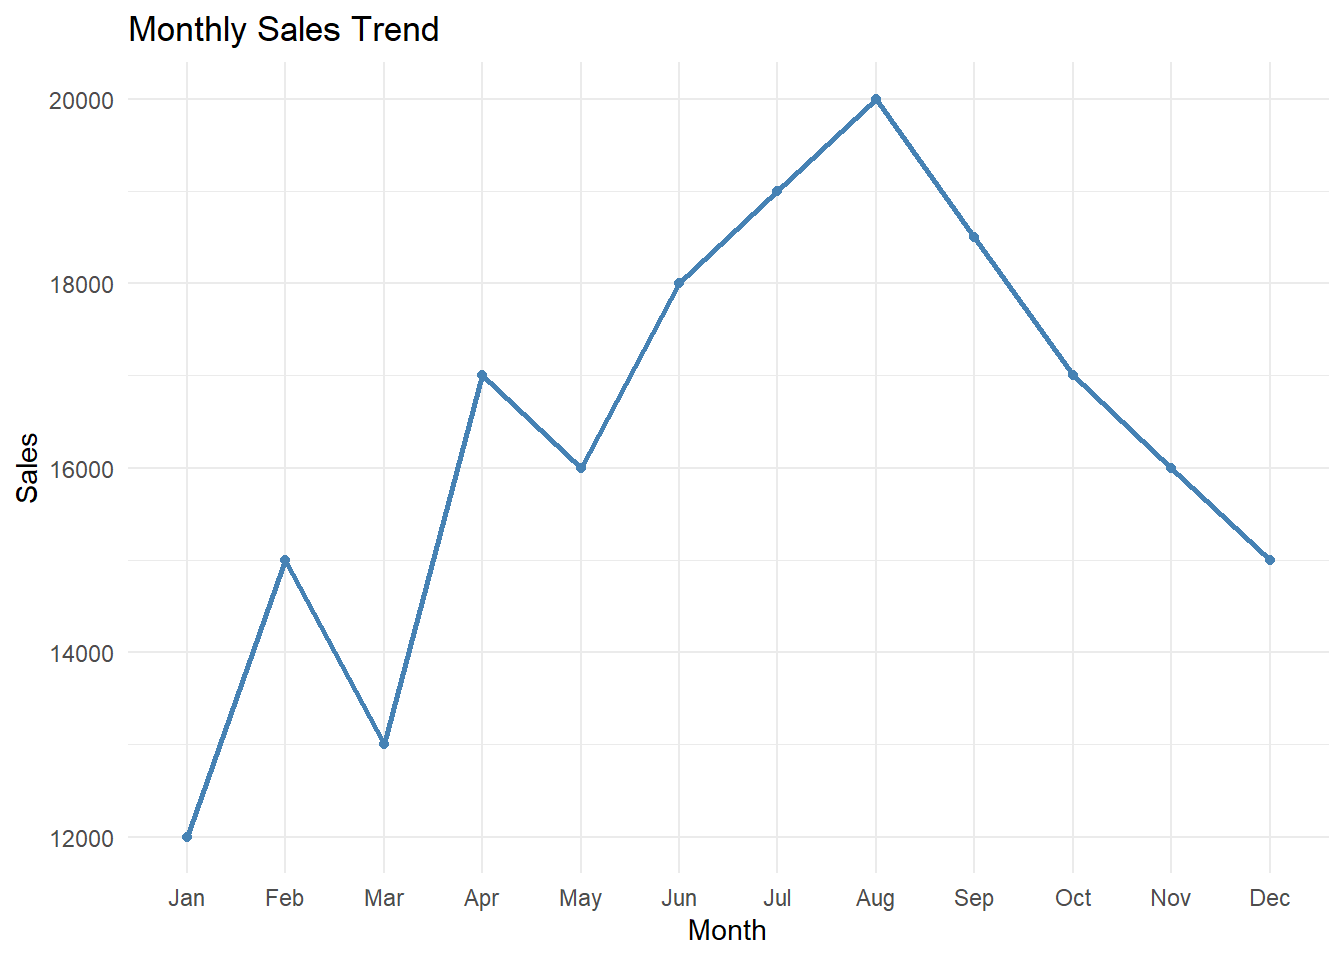 Monthly Sales Trend
20000
18000
16000
14000
12000
Sales
Jan Feb Mar Apr May Jun Jul Aug Sep Oct Nov Dec
Month